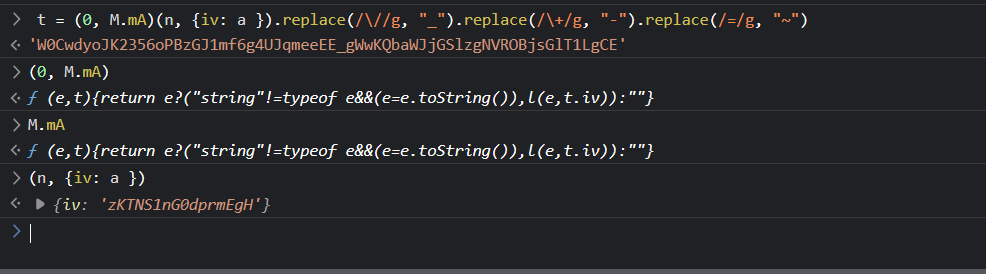 t = (0, M.mA)(n, {iv: a }).replace(/\//g, "_").replace(/\+/g, "-").replace(/=/g, "~")
'W0CwdyoJK2356oPBzGJ1mf6g4UJqmeeEE_gWwKQbaWJjGSlzgNVROBjsGlT1LgCE'
(0, M.mA)
ƒ (e,t){return e?("string"!=typeof e&&(e=e.toString()),l(e,t.iv)):""}
M.mA
ƒ (e,t){return e?("string"!=typeof e&&(e=e.toString()),l(e,t.iv)):""}
(n, {iv: a })
{iv: 'zKTNS1nG0dprmEgH'}